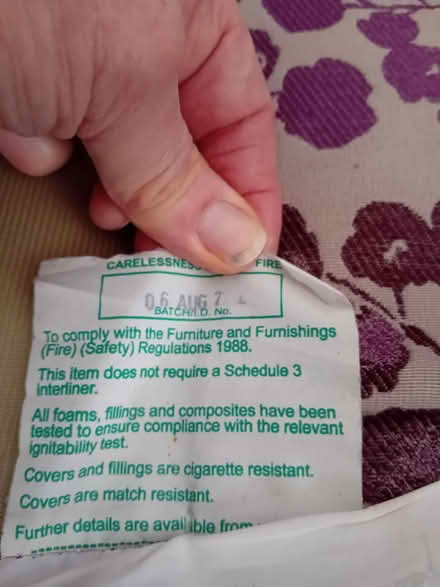 CARELESSNESS FIRE
06 AUG
BATCH/I.D. No.
To comply with the Furniture and Furnishings
(Fire) (Safety) Regulations 1988.
This item does not require a Schedule 3
interliner.
All foams, fillings and composites have been
tested to ensure compliance with the relevant
ignitability test.
Covers and fillings are cigarette resistant.
Covers are match resistant.
Further details are available from